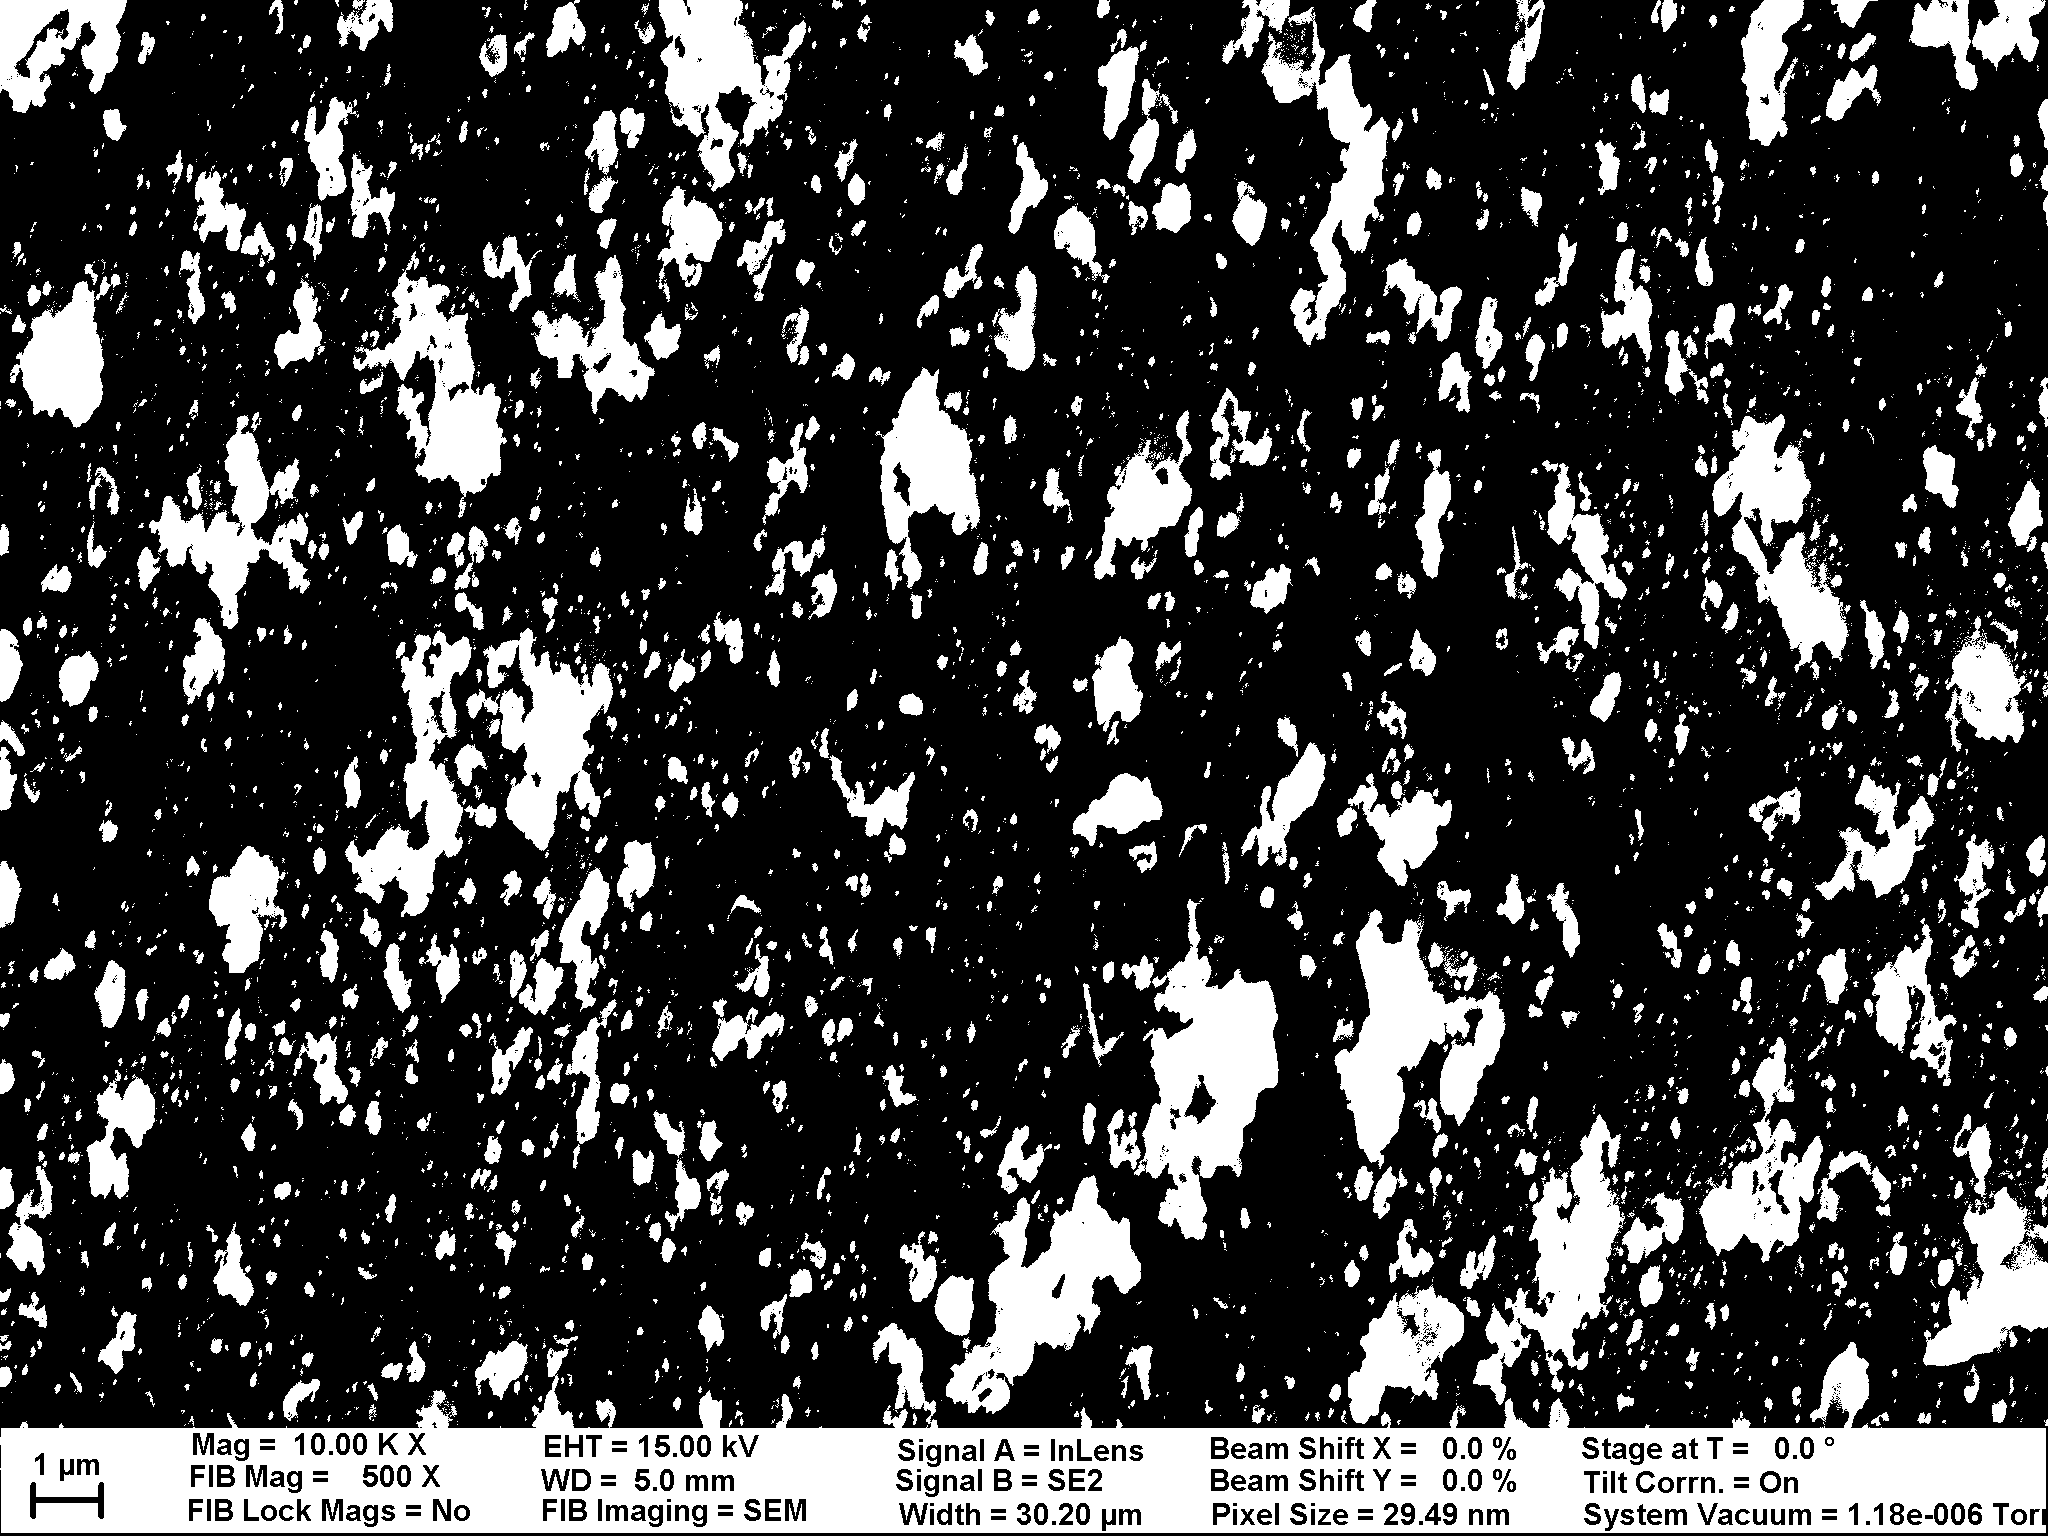 1 µm
Mag = 10.00 K X
FIB Mag = 500 X
FIB Lock Mags = No
EHT = 15.00 kV
WD = 5.0 mm
FIB Imaging = SEM
Signal A = InLens
Signal B = SE2
Width = 30.20 µm
Beam Shift X = 0.0 %
Beam Shift Y = 0.0 %
Pixel Size = 29.49 nm
Stage at T = 0.0 °
Tilt Corrn. = On
System Vacuum = 1.18e-006 Torr